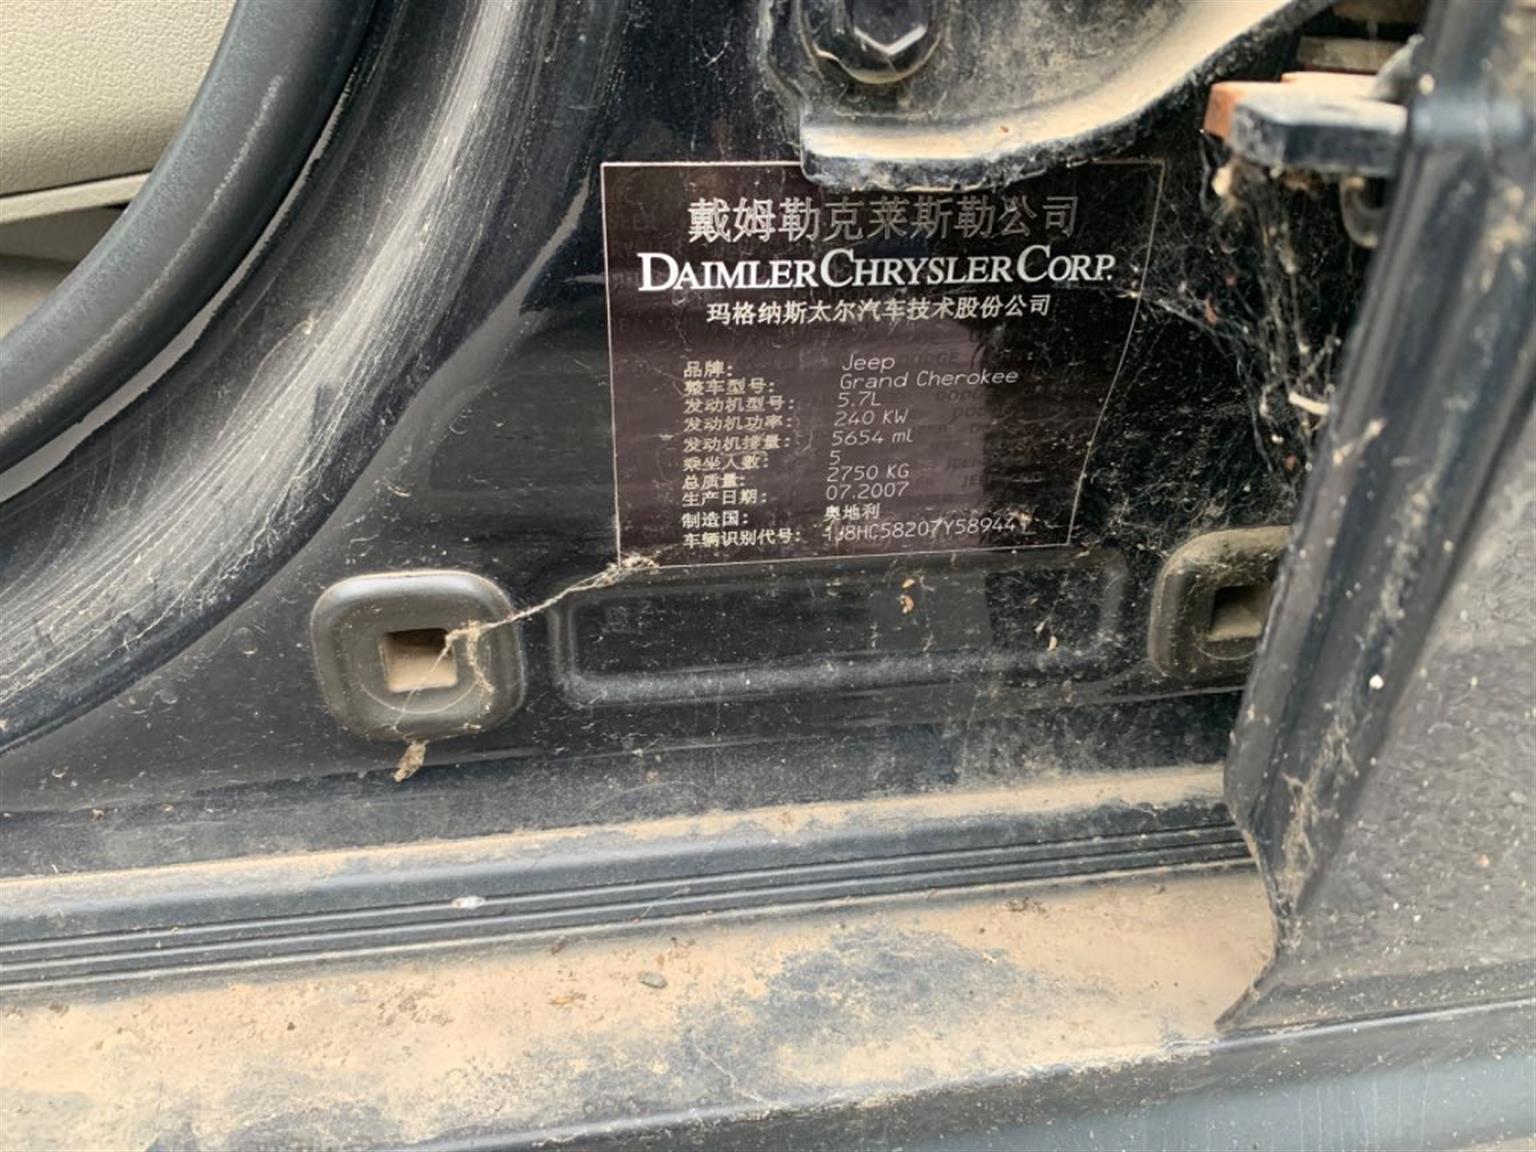 戴姆勒克莱斯勒公司
DAIMLERCHRYSLER CORP.
玛格纳斯太尔汽车技术股份公司
品牌: Jeep
整车型号: Grand Cherokee
发动机型号: 5.7L
发动机功率: 240 KW
发动机排量: 5654 ml
乘坐人数: 5
总质量: 2750 KG
生产日期: 07.2007
制造国: 奥地利
车辆识别代号: